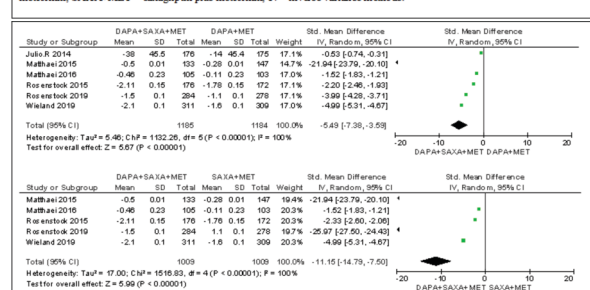 DAPA+SAXA+MET DAPA+MET Std. Mean Difference Std. Mean Difference
Study or Subgroup Mean SD Total Mean SD Total Weight IV, Random, 95% CI IV, Random, 95% CI
Julio.R 2014 -38 45.5 176 -14 45.4 175 17.1% -0.53 [-0.74, -0.31]
Matthaei 2015 -0.5 0.01 133 -0.28 0.01 147 14.7% -21.94 [-23.79, -20.10]
Matthaei 2016 -0.46 0.23 105 -0.11 0.23 103 17.1% -1.52 [-1.83, -1.21]
Rosenstock 2015 -2.11 0.15 176 -1.78 0.15 172 17.0% -2.20 [-2.46, -1.93]
Rosenstock 2019 -1.5 0.1 284 -1.1 0.1 278 17.0% -3.99 [-4.28, -3.71]
Wieland 2019 -2.1 0.1 311 -1.6 0.1 309 17.0% -4.99 [-5.31, -4.67]
Total (95% CI) 1185 1184 100.0% -5.49 [-7.38, -3.59]
Heterogeneity: Tau² = 5.46; Chi² = 1132.26, df = 5 (P < 0.00001); I² = 100%
Test for overall effect: Z = 5.67 (P < 0.00001)
-20 -10 0 10 20
DAPA+SAXA+MET DAPA+MET
DAPA+SAXA+MET SAXA+MET Std. Mean Difference Std. Mean Difference
Study or Subgroup Mean SD Total Mean SD Total Weight IV, Random, 95% CI IV, Random, 95% CI
Matthaei 2015 -0.5 0.01 133 -0.28 0.01 147 19.4% -21.94 [-23.79, -20.10]
Matthaei 2016 -0.46 0.23 105 -0.11 0.23 103 20.3% -1.52 [-1.83, -1.21]
Rosenstock 2015 -2.11 0.15 176 -1.76 0.15 172 20.3% -2.33 [-2.60, -2.06]
Rosenstock 2019 -1.5 0.1 284 1.1 0.1 278 19.7% -25.97 [-27.50, -24.43]
Wieland 2019 -2.1 0.1 311 -1.6 0.1 309 20.3% -4.99 [-5.31, -4.67]
Total (95% CI) 1009 1009 100.0% -11.15 [-14.79, -7.50]
Heterogeneity: Tau² = 17.00; Chi² = 1516.83, df = 4 (P < 0.00001); I² = 100%
Test for overall effect: Z = 5.99 (P < 0.00001)
-20 -10 0 10 20
DAPA+SAXA+MET SAXA+MET